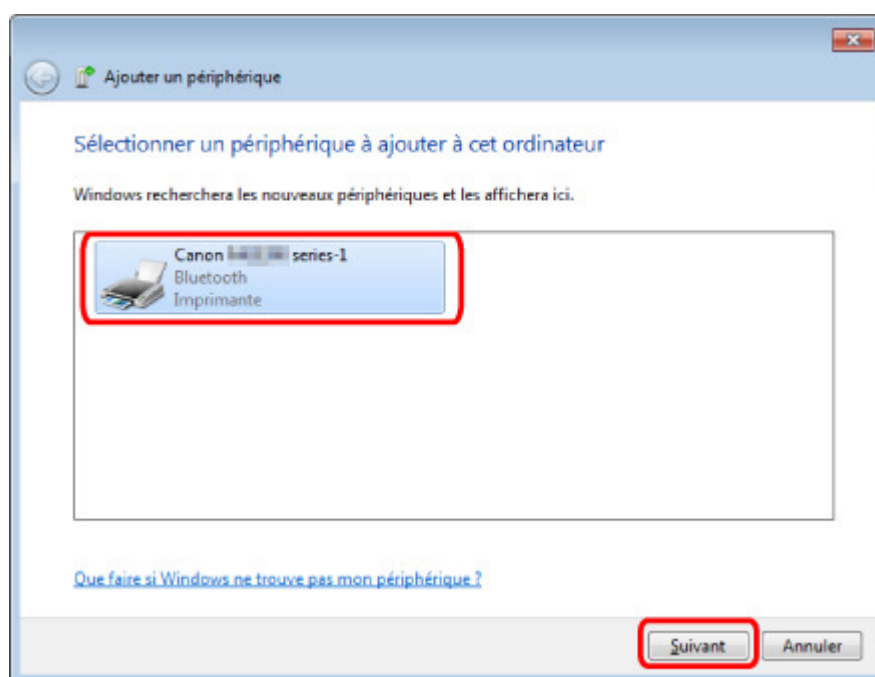 Ajouter un périphérique
Sélectionner un périphérique à ajouter à cet ordinateur
Windows recherchera les nouveaux périphériques et les affichera ici.
Canon series-1
Bluetooth
Imprimante
Que faire si Windows ne trouve pas mon périphérique ?
Suivant Annuler